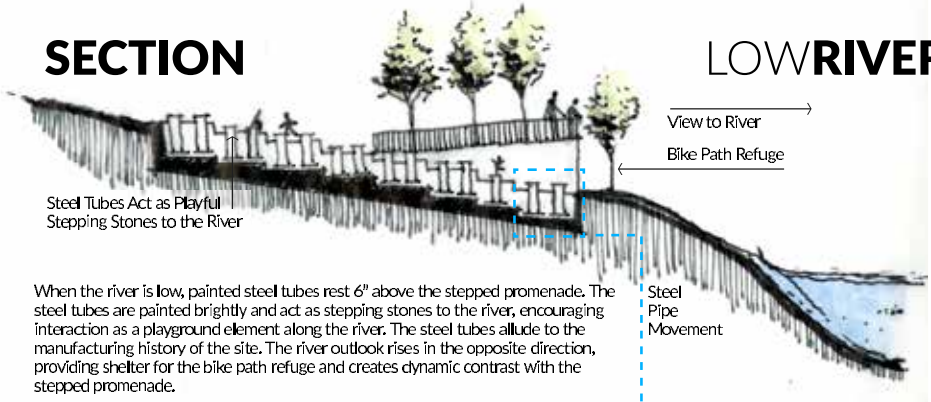 SECTION
LOWRIVER
View to River
Bike Path Refuge
Steel Tubes Act as Playful
Stepping Stones to the River
When the river is low, painted steel tubes rest 6" above the stepped promenade. The
steel tubes are painted brightly and act as stepping stones to the river, encouraging
interaction as a playground element along the river. The steel tubes allude to the
manufacturing history of the site. The river outlook rises in the opposite direction,
providing shelter for the bike path refuge and creates dynamic contrast with the
stepped promenade.
Steel
Pipe
Movement